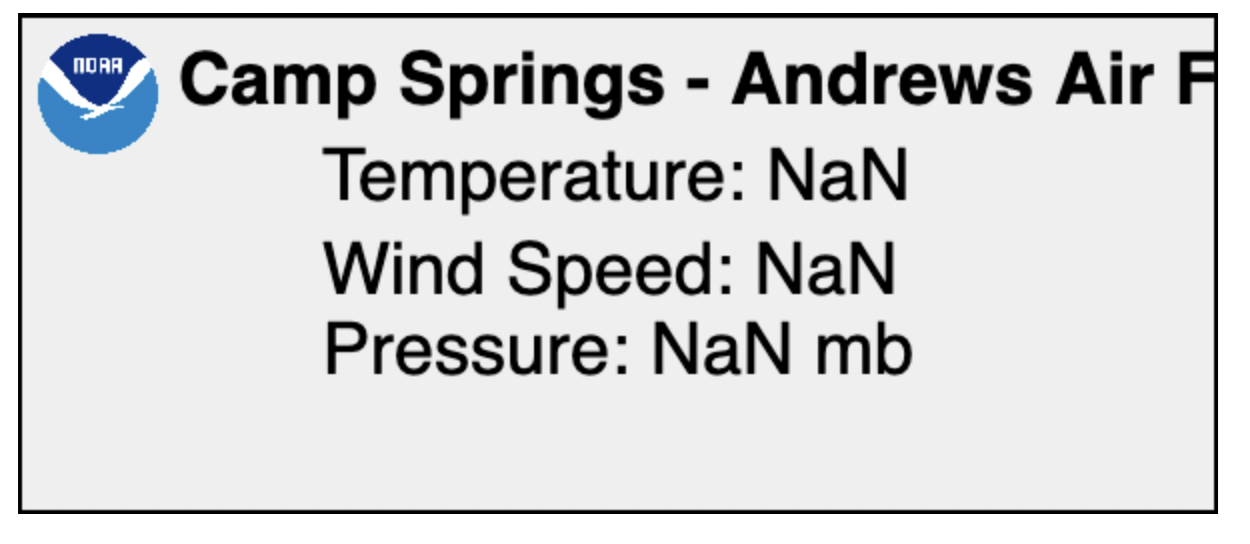 NOAA
Camp Springs - Andrews Air F
Temperature: NaN
Wind Speed: NaN
Pressure: NaN mb